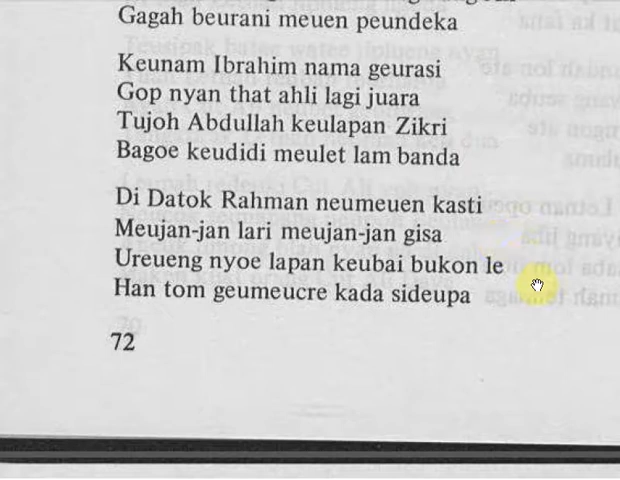 Gagah beurani meuen peundeka
Keunam Ibrahim nama geurasi
Gop nyan that ahli lagi juara
Tujoh Abdullah keulapan Zikri
Bagoe keudidi meulet lam banda
Di Datok Rahman neumeuen kasti
Meujan-jan lari meujan-jan gisa
Ureueng nyoe lapan keubai bukon le
Han tom geumeucre kada sideupa
72